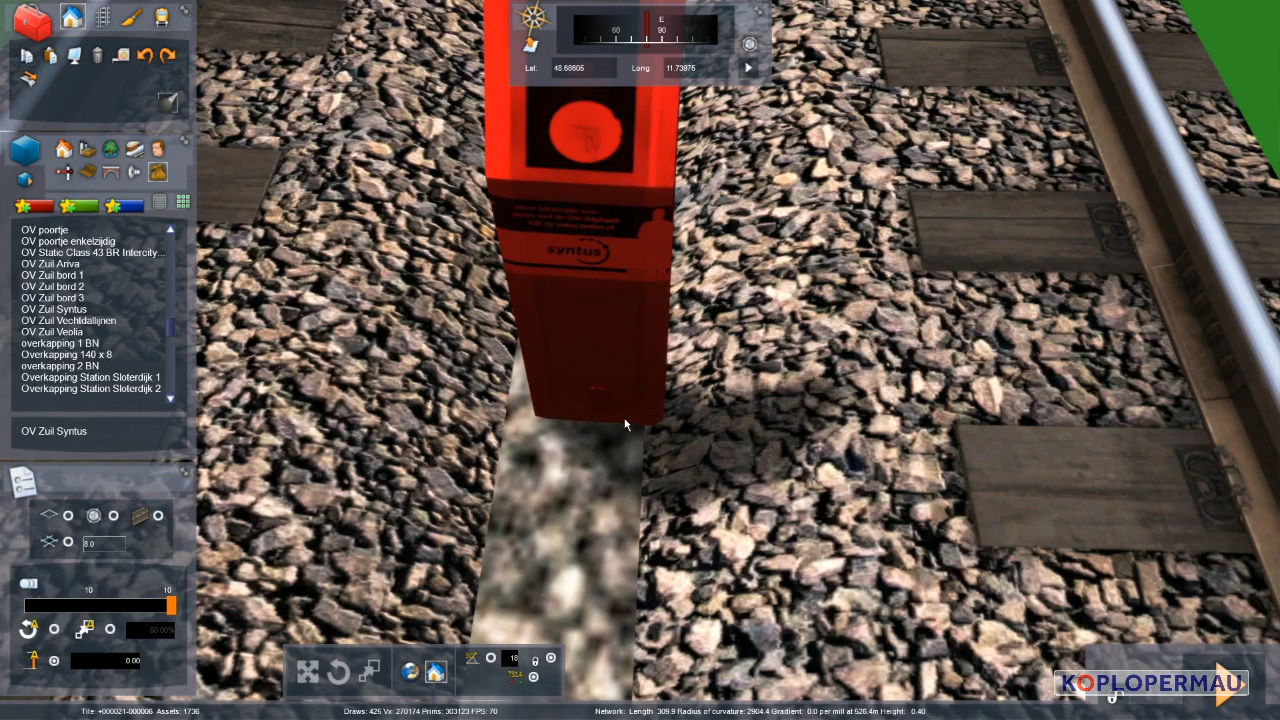 60
E
90
Lat:
48.68605
Long:
11.73975
syntus
OV poortje
OV poortje enkelzijdig
OV Static Class 43 BR Intercity...
OV Zuil Arriva
OV Zuil bord 1
OV Zuil bord 2
OV Zuil bord 3
OV Zuil Syntus
OV Zuil Vechtdallijnen
OV Zuil Veolia
overkapping 1 BN
Overkapping 140 x 8
overkapping 2 BN
Overkapping Station Sloterdijk 1
Overkapping Station Sloterdijk 2
OV Zuil Syntus
8.0
10 10
50.00%
0.00
18
KOPLOPERMAU
Tile: +000021-000006 Assets: 1736
Draws: 425 Vx: 270174 Prims: 303123 FPS: 70
Network: Length 309.9 Radius of curvature: 2904.4 Gradient: 0.0 per mill at 526.4m Height: 0.40